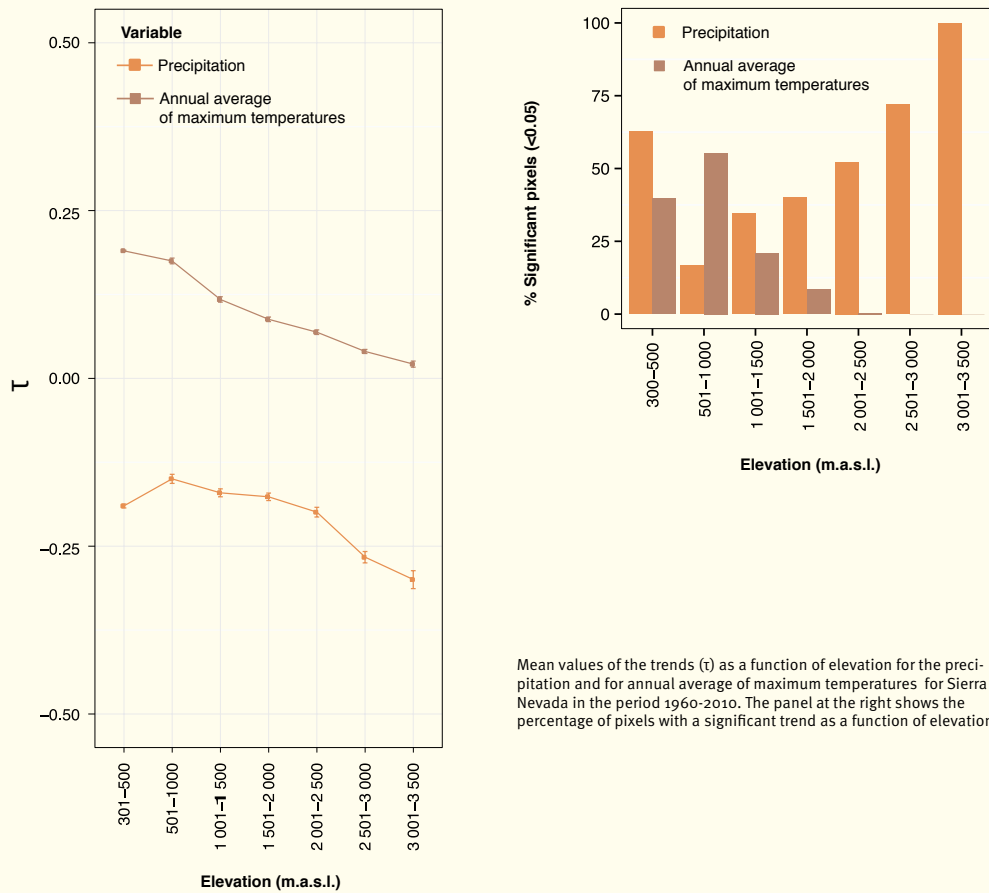 Variable
Precipitation
Annual average
of maximum temperatures
0.50
0.25
0.00
−0.25
−0.50
τ
301−500
501−1000
1 001−1 500
1 501−2 000
2 001−2 500
2 501−3 000
3 001−3 500
Elevation (m.a.s.l.)
Precipitation
Annual average
of maximum temperatures
100
75
50
25
0
% Significant pixels (<0.05)
300−500
501−1 000
1 001−1 500
1 501−2 000
2 001−2 500
2 501−3 000
3 001−3 500
Elevation (m.a.s.l.)
Mean values of the trends (τ) as a function of elevation for the preci-
pitation and for annual average of maximum temperatures for Sierra
Nevada in the period 1960-2010. The panel at the right shows the
percentage of pixels with a significant trend as a function of elevation